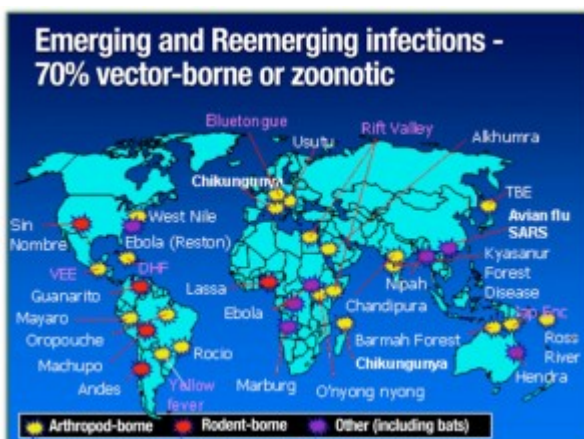 Emerging and Reemerging infections -
70% vector-borne or zoonotic
Bluetongue
Usutu
Rift Valley
Alkhumra
Chikungunya
TBE
Sin
Nombre
West Nile
Ebola (Reston)
Avian flu
SARS
VEE
DHF
Lassa
Nipah
Kyasanur
Forest
Disease
Guanarito
Ebola
Chandipura
Jap Enc
Mayaro
Oropouche
Barmah Forest
Ross
River
Machupo
Rocio
Chikungunya
Hendra
Andes
Yellow
fever
Marburg
O'nyong nyong
Arthropod-borne
Rodent-borne
Other (including bats)